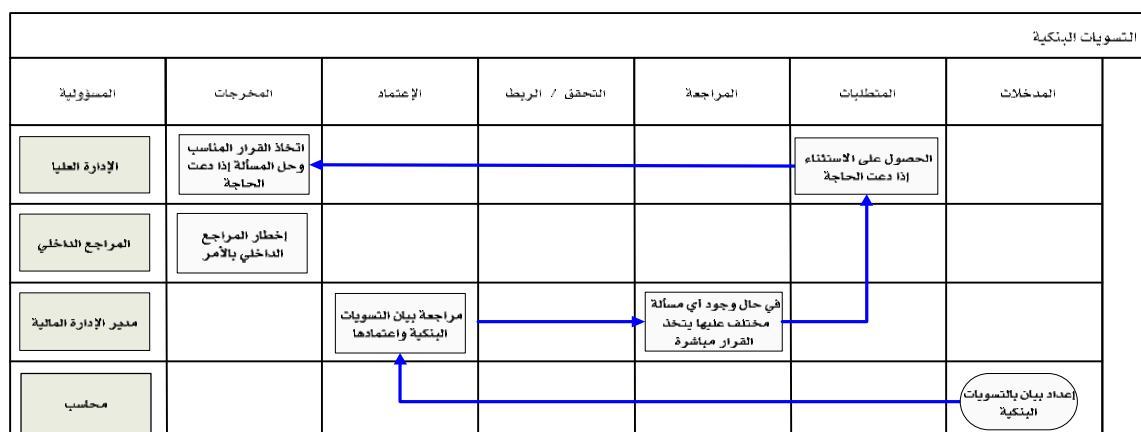 التسويات البنكية
المدخلات
المتطلبات
المراجعة
التحقق / الربط
الإعتماد
المخرجات
المسؤولية
الحصول على الاستثناء
إذا دعت الحاجة
اتخاذ القرار المناسب
وحل المسألة إذا دعت
الحاجة
الإدارة العليا
إخطار المراجع
الداخلي بالأمر
المراجع الداخلي
في حال وجود أي مسألة
مختلف عليها يتخذ
القرار مباشرة
مراجعة بيان التسويات
البنكية واعتمادها
مدير الإدارة المالية
إعداد بيان بالتسويات
البنكية
محاسب